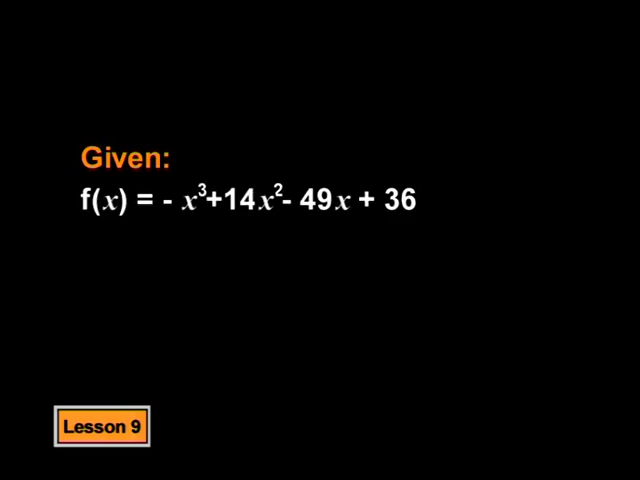 Given:
f(x) = - x³+14x²- 49x + 36
Lesson 9